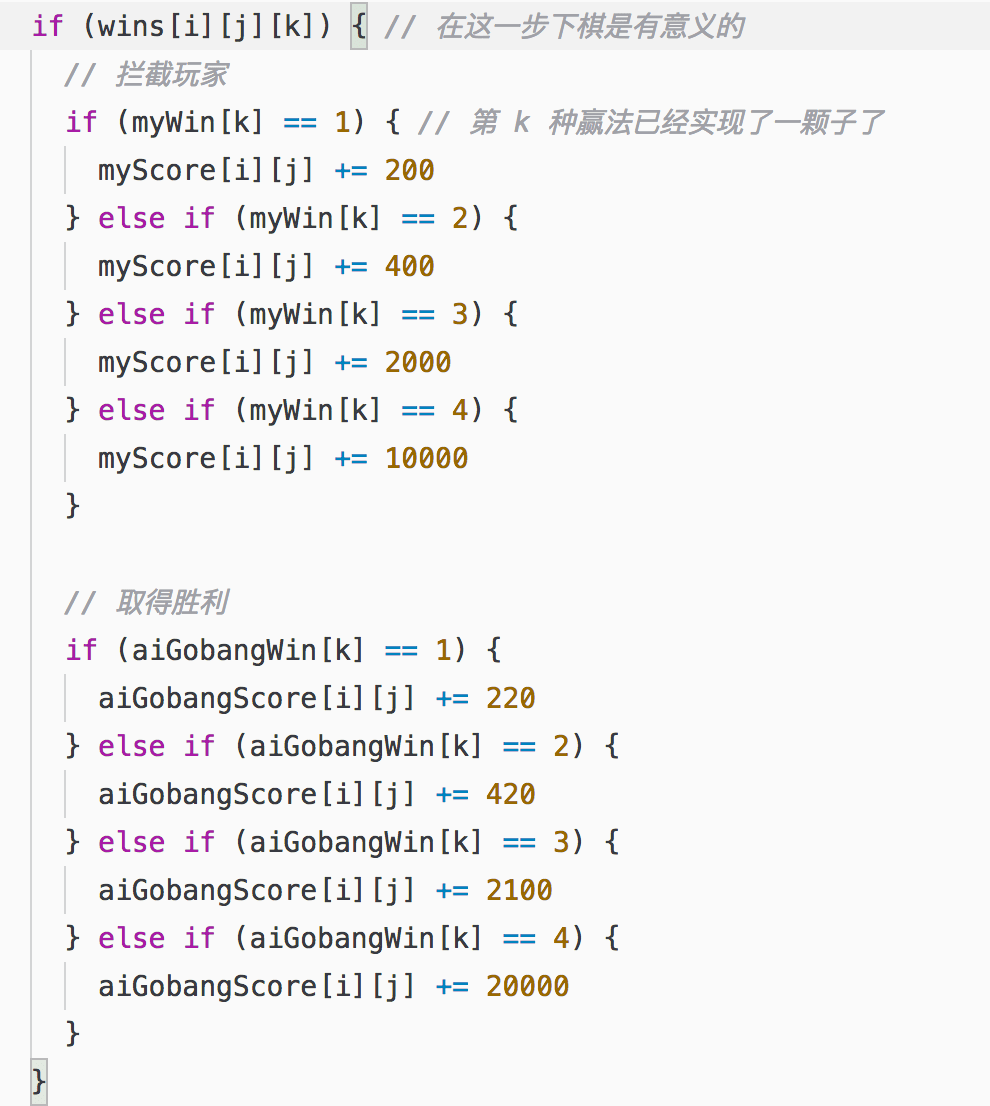 if (wins[i][j][k]) { // 在这一步下棋是有意义的
  // 拦截玩家
  if (myWin[k] == 1) { // 第 k 种赢法已经实现了一颗子了
    myScore[i][j] += 200
  } else if (myWin[k] == 2) {
    myScore[i][j] += 400
  } else if (myWin[k] == 3) {
    myScore[i][j] += 2000
  } else if (myWin[k] == 4) {
    myScore[i][j] += 10000
  }

  // 取得胜利
  if (aiGobangWin[k] == 1) {
    aiGobangScore[i][j] += 220
  } else if (aiGobangWin[k] == 2) {
    aiGobangScore[i][j] += 420
  } else if (aiGobangWin[k] == 3) {
    aiGobangScore[i][j] += 2100
  } else if (aiGobangWin[k] == 4) {
    aiGobangScore[i][j] += 20000
  }
}